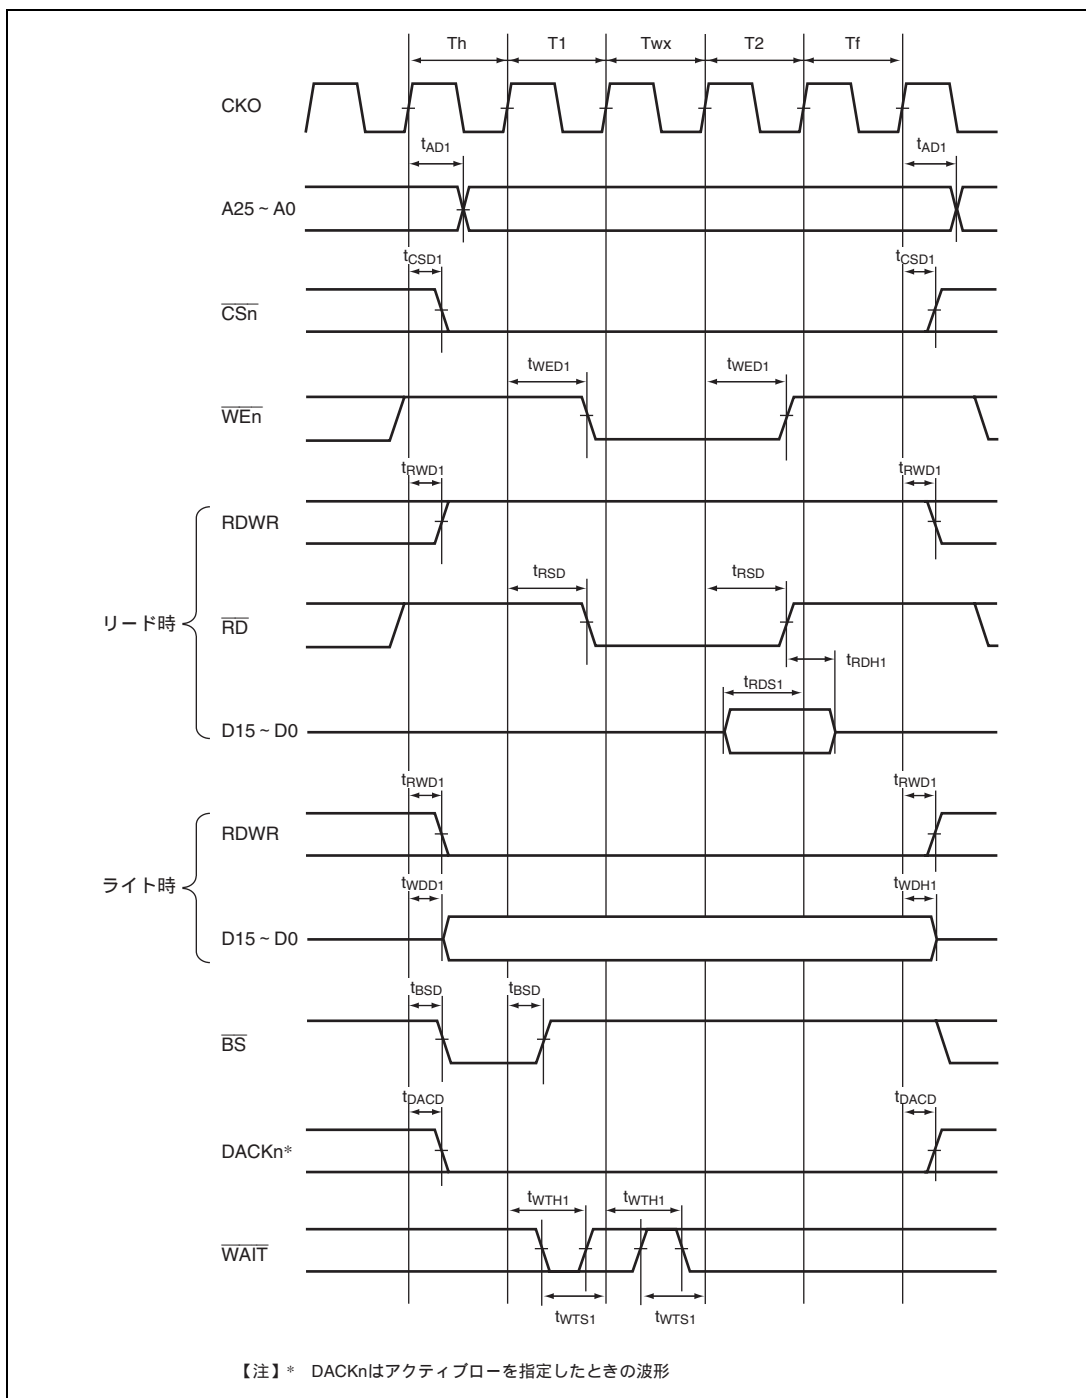 Th T1 Twx T2 Tf
CKO
tAD1 tAD1
A25 ~ A0
tCSD1 tCSD1
CSn
tWED1 tWED1
WEn
tRWD1 tRWD1
RDWR
tRSD tRSD
リード時
RD
tRDH1
tRDS1
D15 ~ D0
tRWD1 tRWD1
RDWR
ライト時
tWDD1 tWDH1
D15 ~ D0
tBSD tBSD
BS
tDACD tDACD
DACKn*
tWTH1 tWTH1
WAIT
tWTS1 tWTS1
【注】* DACKnはアクティブローを指定したときの波形